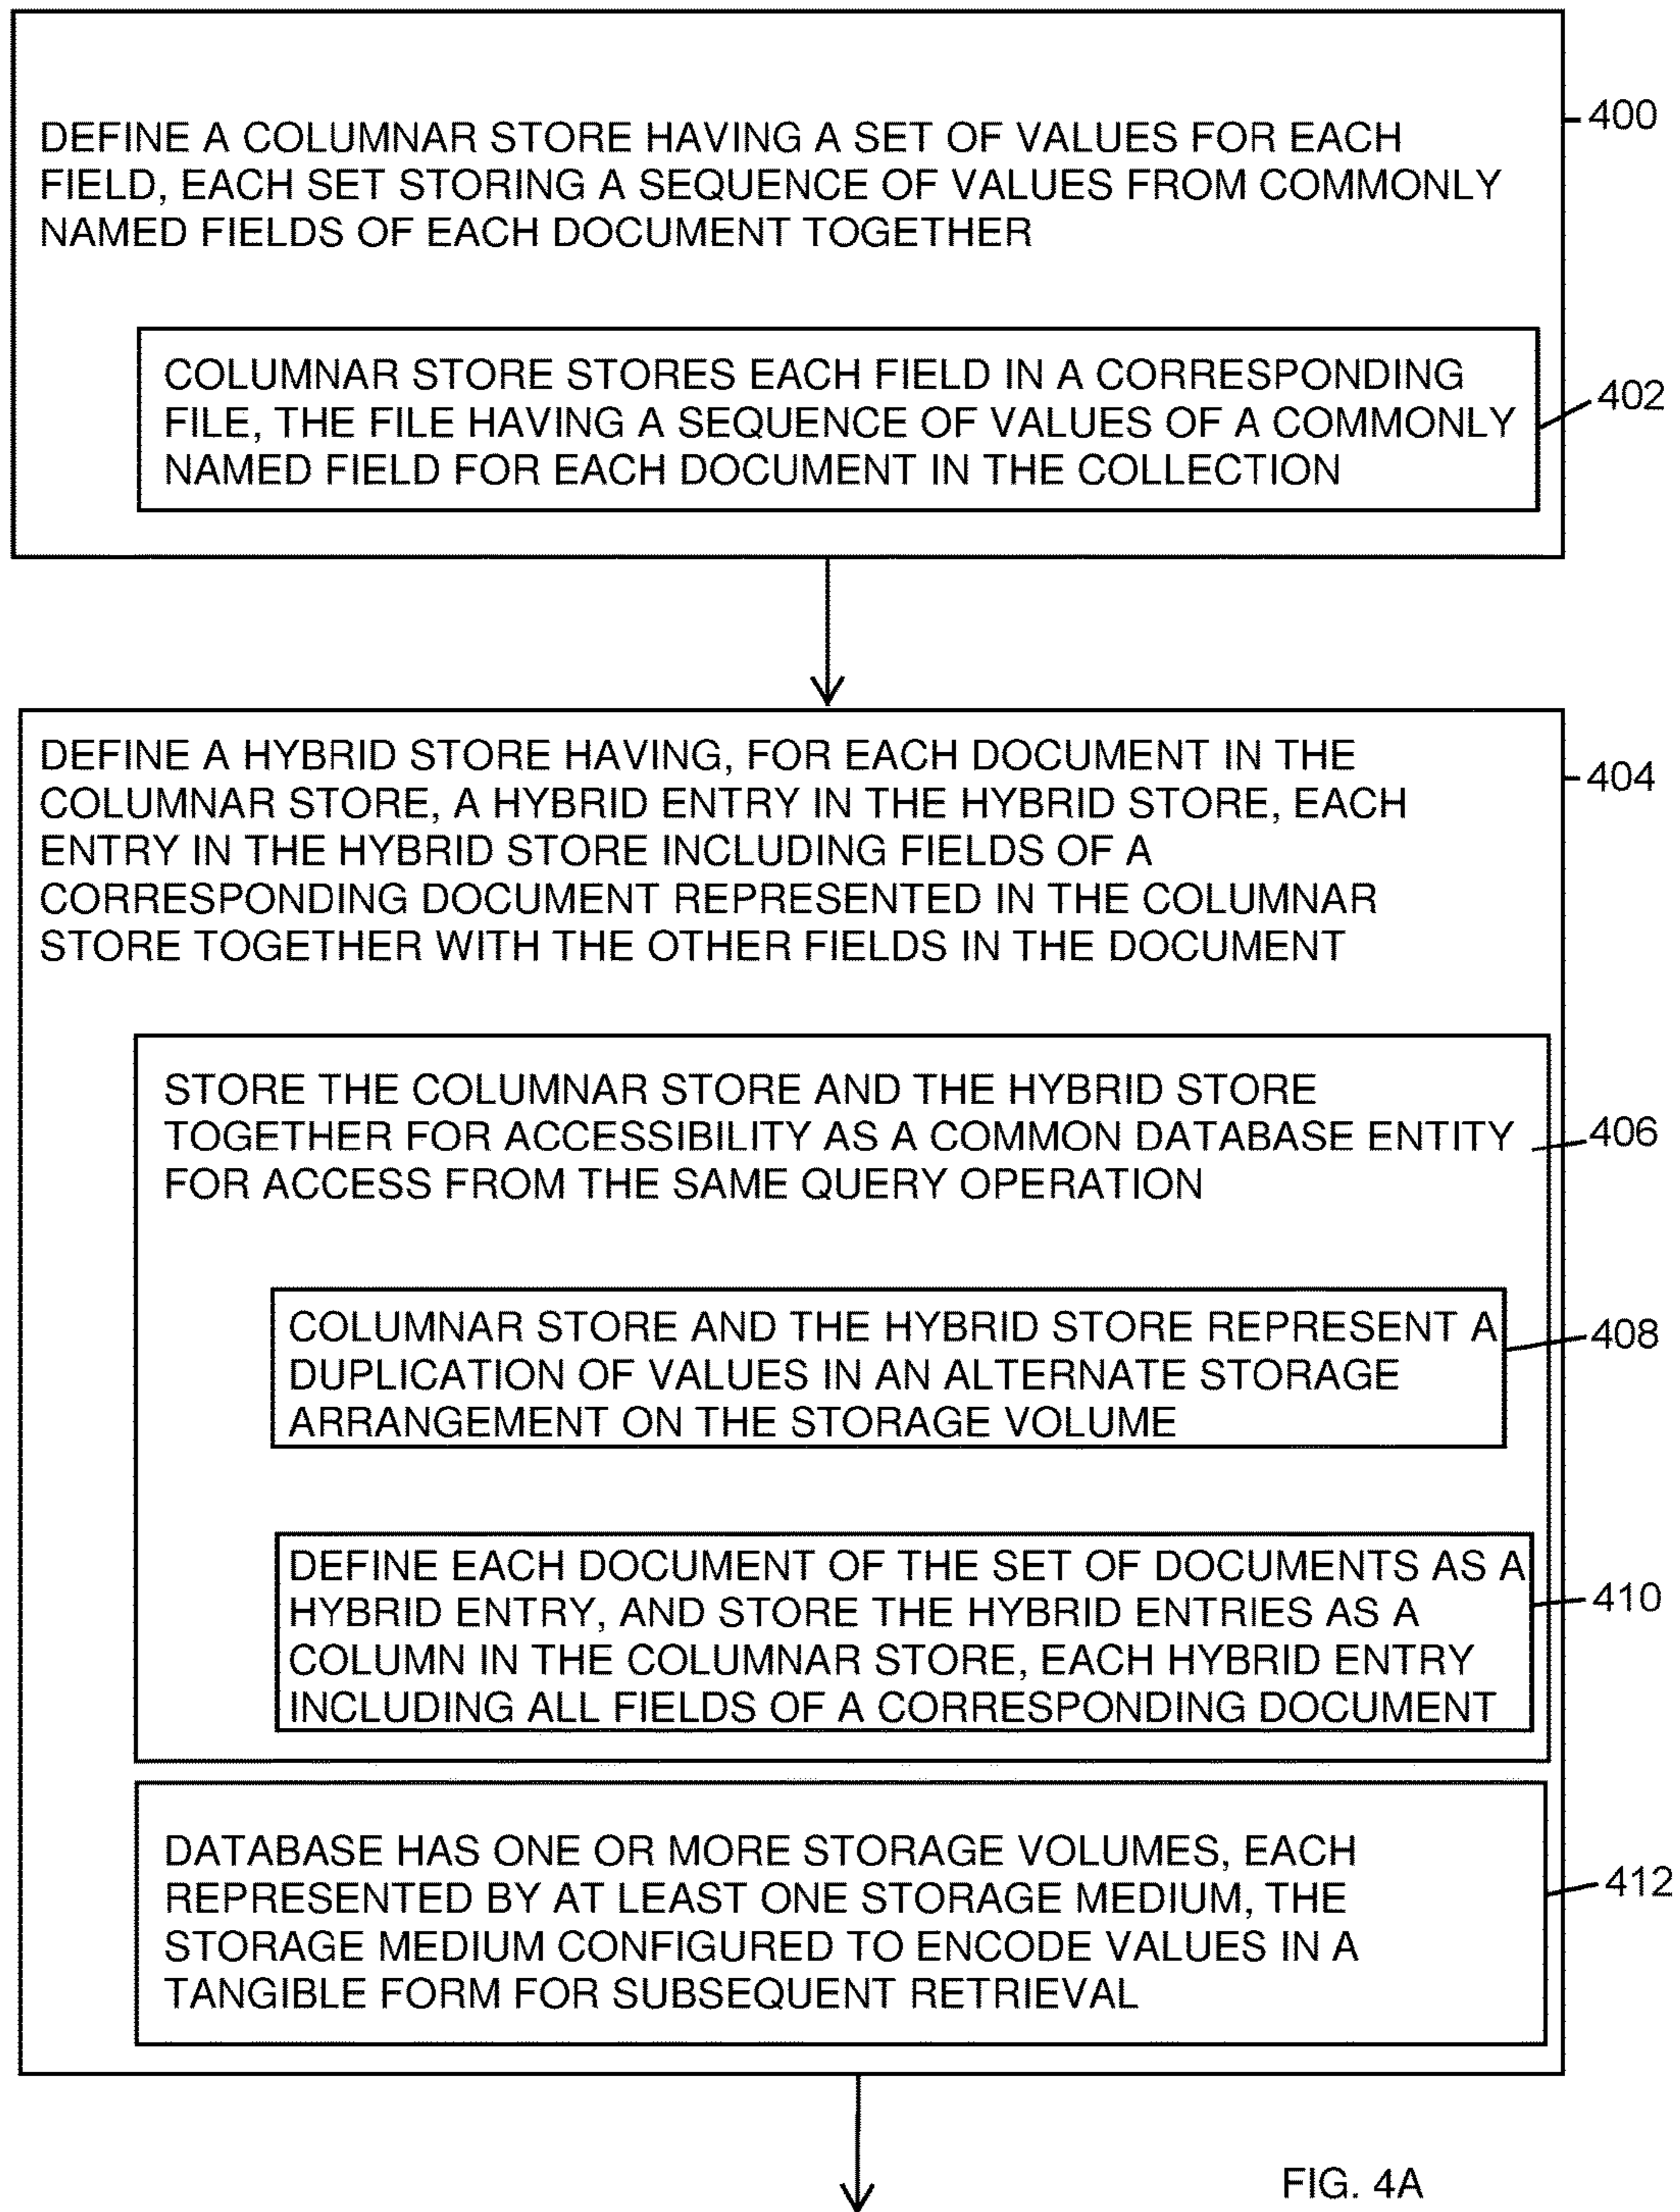 DEFINE A COLUMNAR STORE HAVING A SET OF VALUES FOR EACH
FIELD, EACH SET STORING A SEQUENCE OF VALUES FROM COMMONLY
NAMED FIELDS OF EACH DOCUMENT TOGETHER
400
COLUMNAR STORE STORES EACH FIELD IN A CORRESPONDING
FILE, THE FILE HAVING A SEQUENCE OF VALUES OF A COMMONLY
NAMED FIELD FOR EACH DOCUMENT IN THE COLLECTION
402
DEFINE A HYBRID STORE HAVING, FOR EACH DOCUMENT IN THE
COLUMNAR STORE, A HYBRID ENTRY IN THE HYBRID STORE, EACH
ENTRY IN THE HYBRID STORE INCLUDING FIELDS OF A
CORRESPONDING DOCUMENT REPRESENTED IN THE COLUMNAR
STORE TOGETHER WITH THE OTHER FIELDS IN THE DOCUMENT
404
STORE THE COLUMNAR STORE AND THE HYBRID STORE
TOGETHER FOR ACCESSIBILITY AS A COMMON DATABASE ENTITY
FOR ACCESS FROM THE SAME QUERY OPERATION
406
COLUMNAR STORE AND THE HYBRID STORE REPRESENT A
DUPLICATION OF VALUES IN AN ALTERNATE STORAGE
ARRANGEMENT ON THE STORAGE VOLUME
408
DEFINE EACH DOCUMENT OF THE SET OF DOCUMENTS AS A
HYBRID ENTRY, AND STORE THE HYBRID ENTRIES AS A
COLUMN IN THE COLUMNAR STORE, EACH HYBRID ENTRY
INCLUDING ALL FIELDS OF A CORRESPONDING DOCUMENT
410
DATABASE HAS ONE OR MORE STORAGE VOLUMES, EACH
REPRESENTED BY AT LEAST ONE STORAGE MEDIUM, THE
STORAGE MEDIUM CONFIGURED TO ENCODE VALUES IN A
TANGIBLE FORM FOR SUBSEQUENT RETRIEVAL
412
FIG. 4A